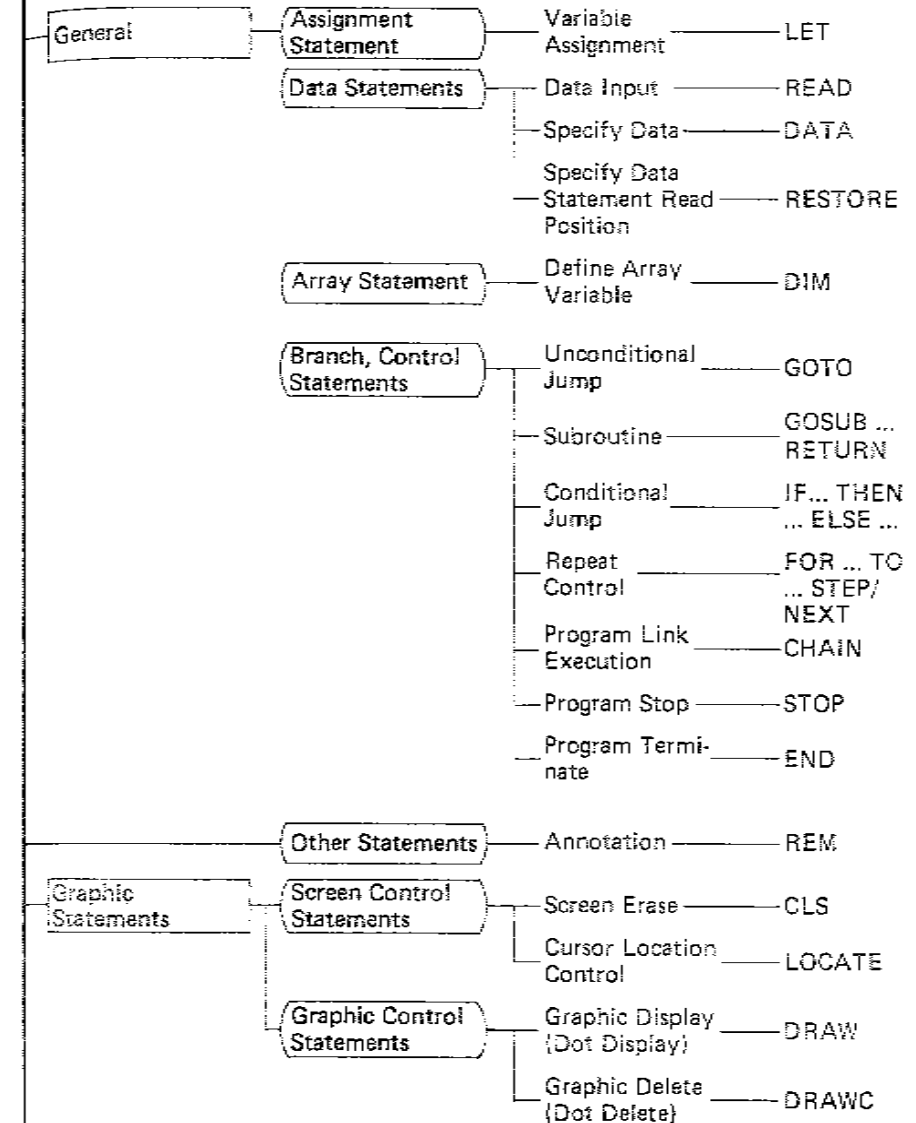 General
Assignment
Statement
Variable
Assignment
LET
Data Statements
Data Input
READ
Specify Data
DATA
Specify Data
Statement Read
Position
RESTORE
Array Statement
Define Array
Variable
DIM
Branch, Control
Statements
Unconditional
Jump
GOTO
Subroutine
GOSUB ...
RETURN
Conditional
Jump
IF... THEN
... ELSE ...
Repeat
Control
FOR ... TO
... STEP/
NEXT
Program Link
Execution
CHAIN
Program Stop
STOP
Program Termi-
nate
END
Other Statements
Annotation
REM
Graphic
Statements
Screen Control
Statements
Screen Erase
CLS
Cursor Location
Control
LOCATE
Graphic Control
Statements
Graphic Display
(Dot Display)
DRAW
Graphic Delete
(Dot Delete)
DRAWC